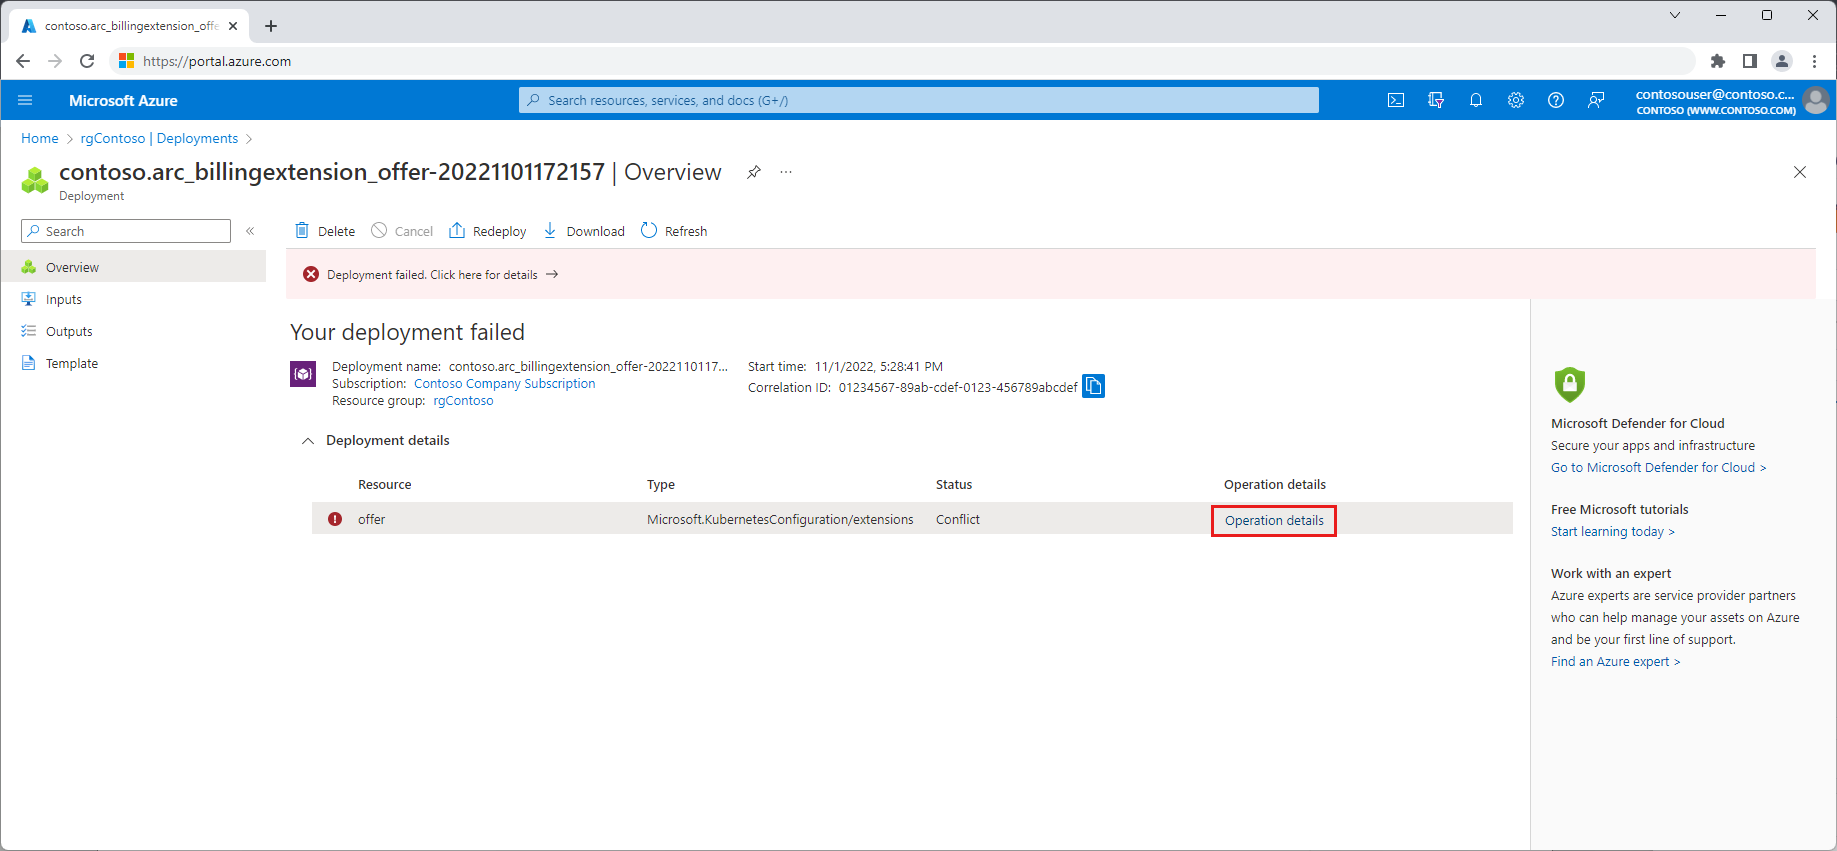 contoso.arc_billingextension_offe
https://portal.azure.com
Microsoft Azure
Search resources, services, and docs (G+/)
contosouser@contoso.c...
CONTOSO (WWW.CONTOSO.COM)
Home > rgContoso | Deployments >
contoso.arc_billingextension_offer-20221101172157 | Overview
Deployment
Search
Delete Cancel Redeploy Download Refresh
Overview
Inputs
Outputs
Template
Deployment failed. Click here for details →
Your deployment failed
Deployment name: contoso.arc_billingextension_offer-2022110117...
Subscription: Contoso Company Subscription
Resource group: rgContoso
Start time: 11/1/2022, 5:28:41 PM
Correlation ID: 01234567-89ab-cdef-0123-456789abcdef
Deployment details
Resource Type Status Operation details
offer Microsoft.KubernetesConfiguration/extensions Conflict Operation details
Microsoft Defender for Cloud
Secure your apps and infrastructure
Go to Microsoft Defender for Cloud >
Free Microsoft tutorials
Start learning today >
Work with an expert
Azure experts are service provider partners
who can help manage your assets on Azure
and be your first line of support.
Find an Azure expert >